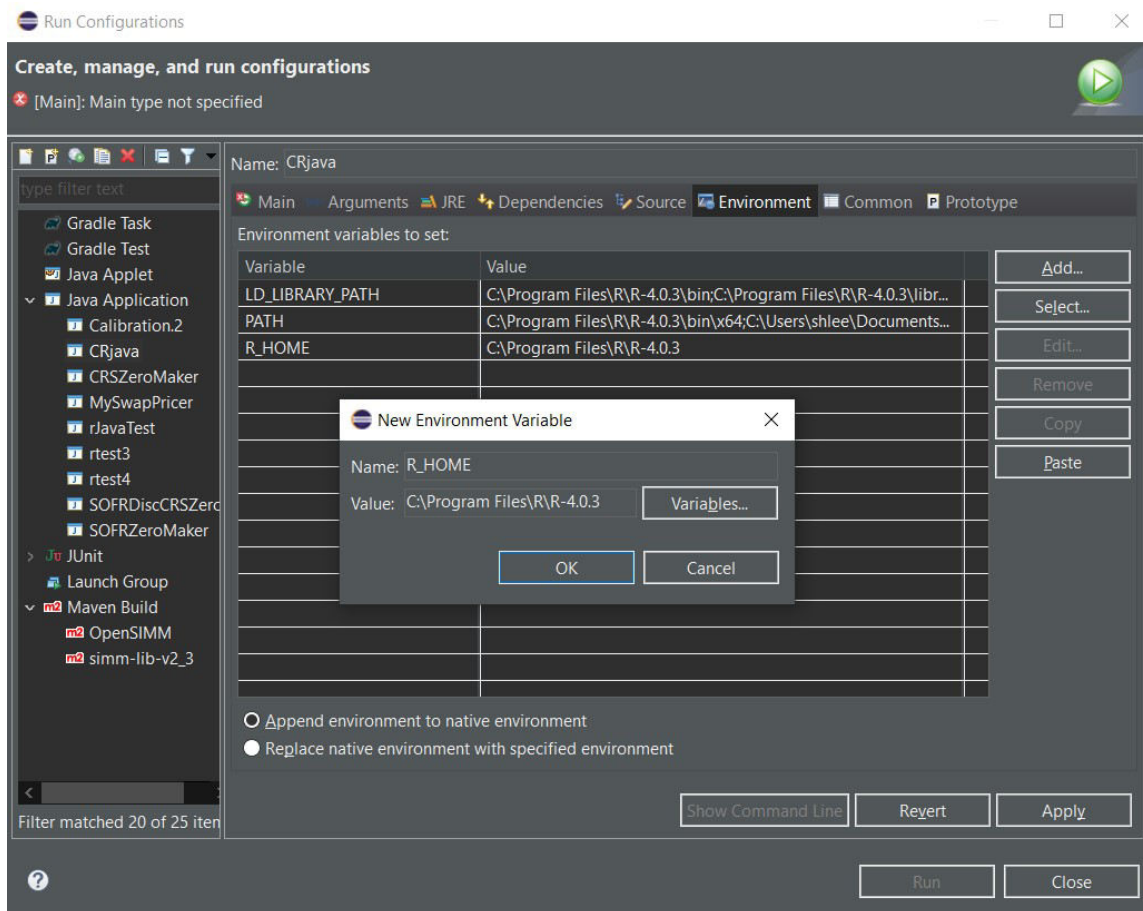 Run Configurations
Create, manage, and run configurations
[Main]: Main type not specified
type filter text
Gradle Task
Gradle Test
Java Applet
Java Application
Calibration.2
CRjava
CRSZeroMaker
MySwapPricer
rJavaTest
rtest3
rtest4
SOFRDiscCRSZerc
SOFRZeroMaker
Ju JUnit
Launch Group
m2 Maven Build
m2 OpenSIMM
m2 simm-lib-v2_3
Filter matched 20 of 25 iten
Name: CRjava
Main Arguments JRE Dependencies Source Environment Common P Prototype
Environment variables to set:
Variable Value
LD_LIBRARY_PATH C:\Program Files\R\R-4.0.3\bin;C:\Program Files\R\R-4.0.3\libr...
PATH C:\Program Files\R\R-4.0.3\bin\x64;C:\Users\shlee\Documents...
R_HOME C:\Program Files\R\R-4.0.3
Add...
Select...
Edit...
Remove
Copy
Paste
New Environment Variable
Name: R_HOME
Value: C:\Program Files\R\R-4.0.3 Variables...
OK Cancel
Append environment to native environment
Replace native environment with specified environment
Show Command Line Revert Apply
? Run Close